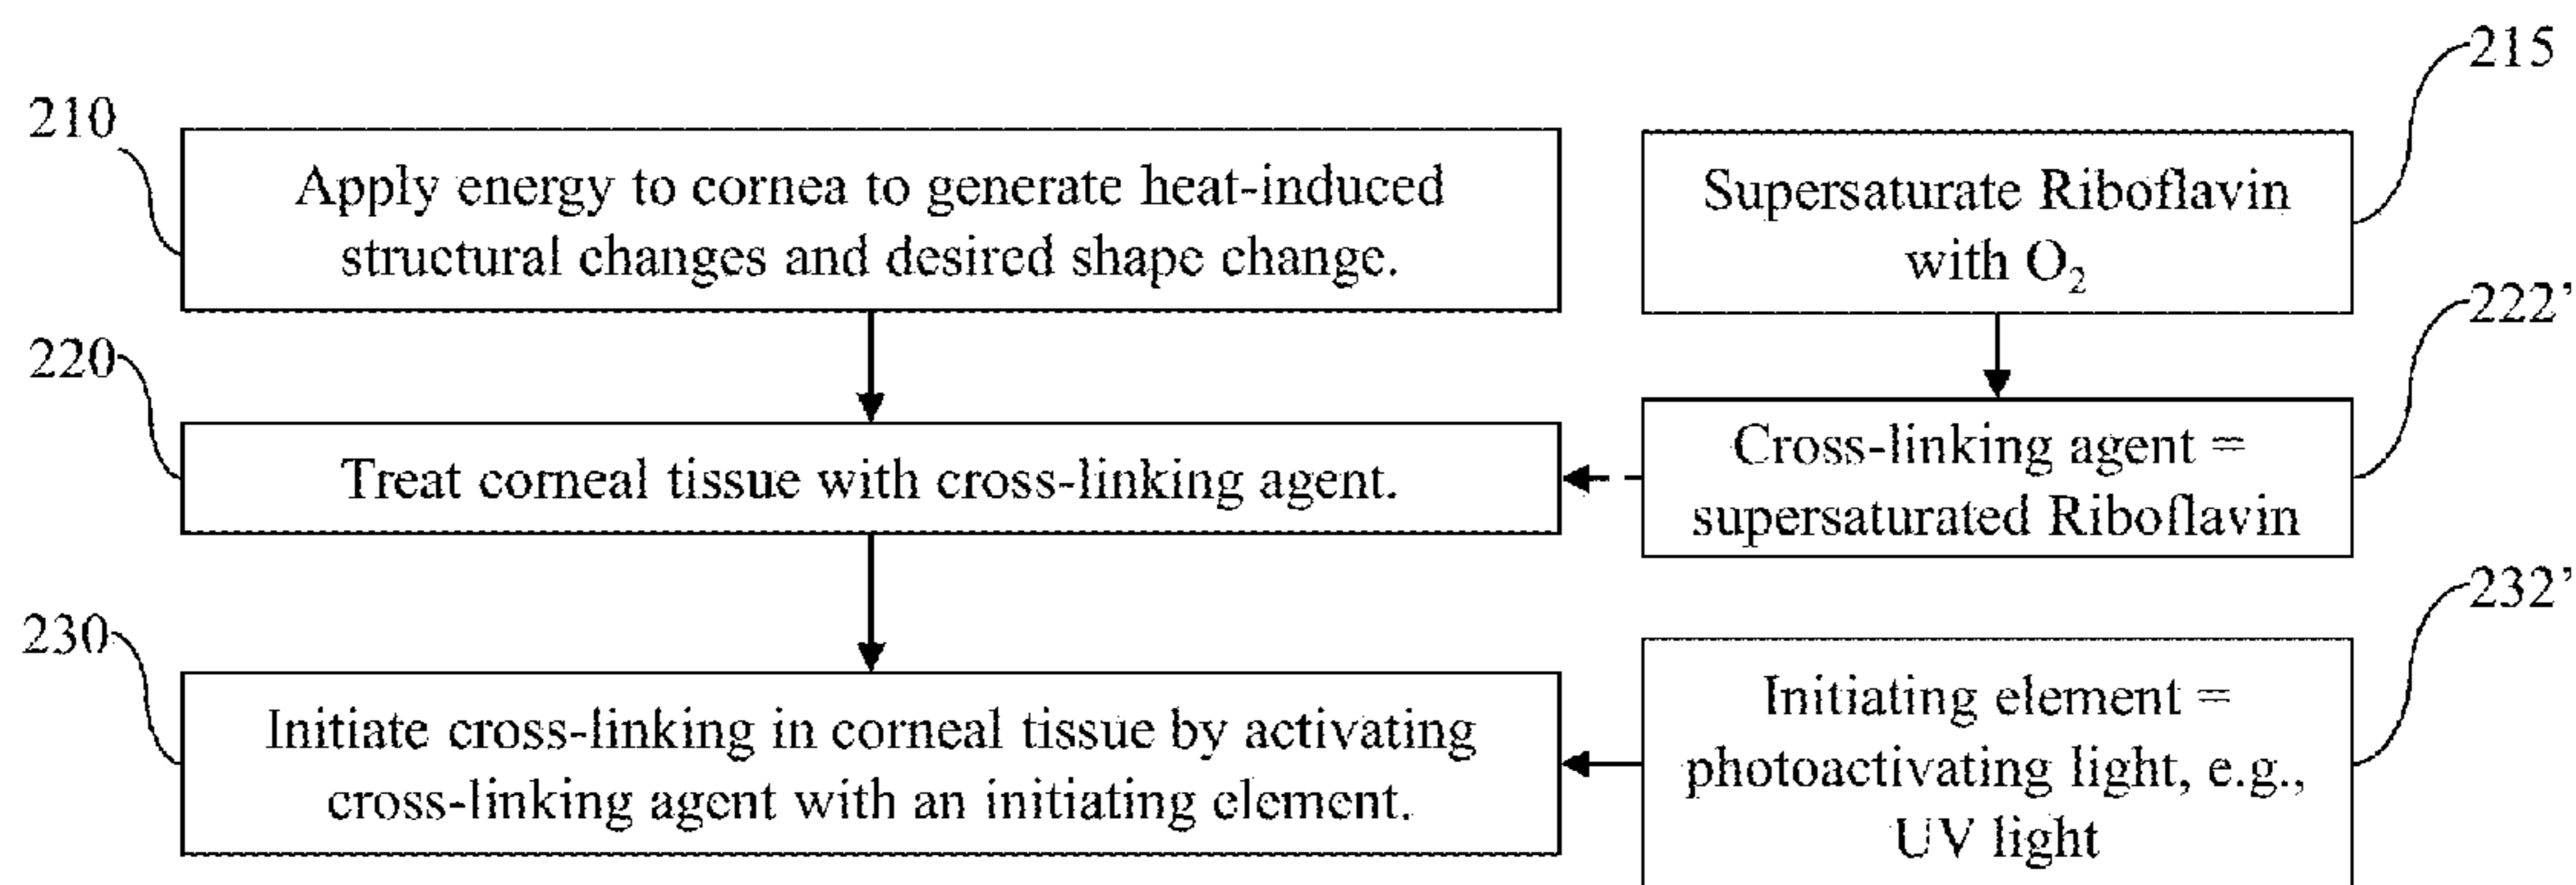 215
210
Apply energy to cornea to generate heat-induced
structural changes and desired shape change.
Supersaturate Riboflavin
with O₂
222'
220
Treat corneal tissue with cross-linking agent.
Cross-linking agent =
supersaturated Riboflavin
232'
230
Initiate cross-linking in corneal tissue by activating
cross-linking agent with an initiating element.
Initiating element =
photoactivating light, e.g.,
UV light